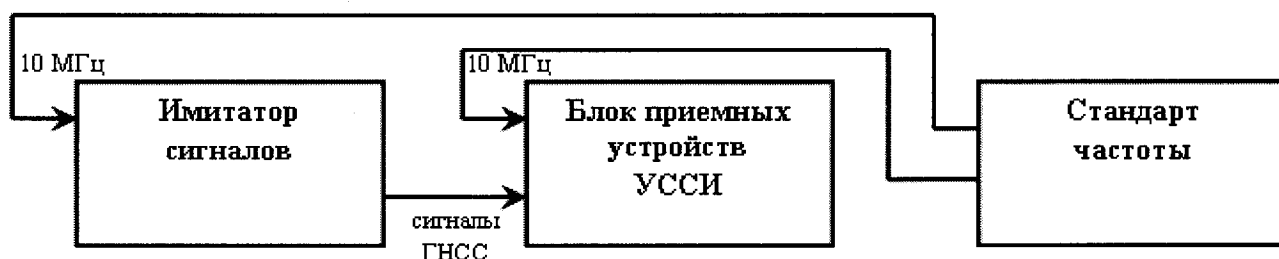 10 МГц
10 МГц
Имитатор
сигналов
Блок приемных
устройств
УССИ
Стандарт
частоты
сигналы
ГНСС